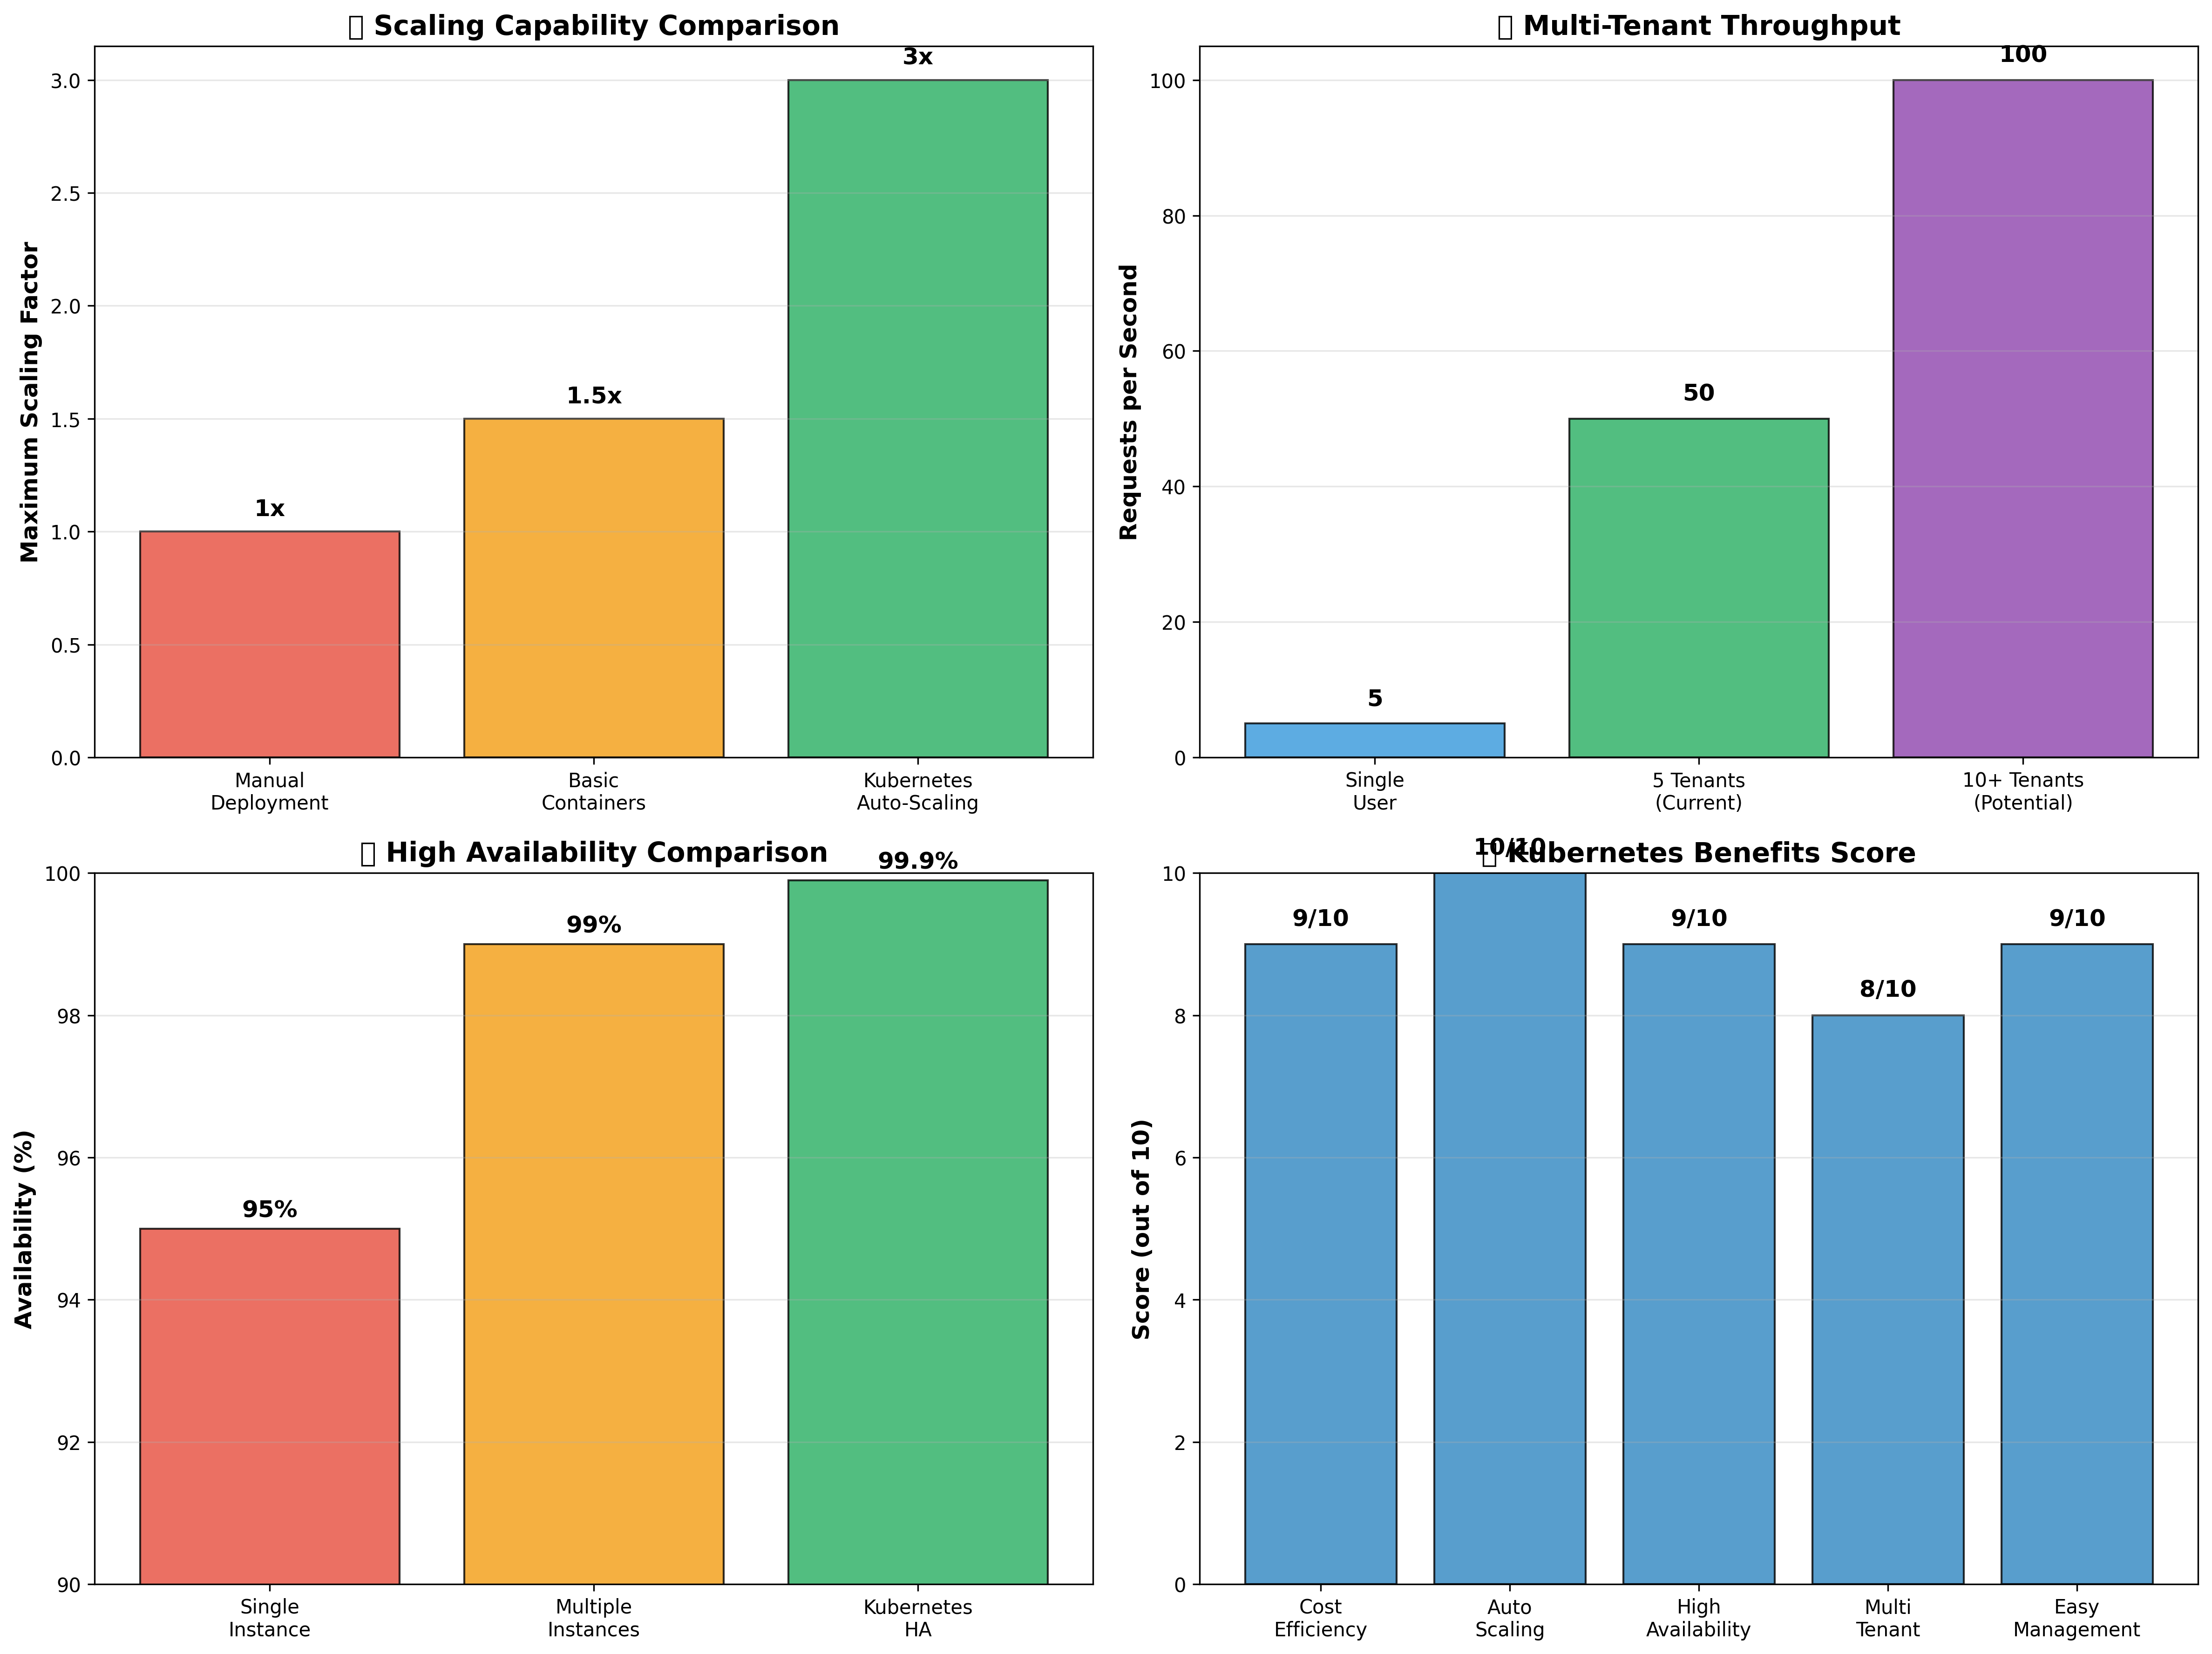 Scaling Capability Comparison
Maximum Scaling Factor
3.0
2.5
2.0
1.5
1.0
0.5
0.0
1x
1.5x
3x
Manual
Deployment
Basic
Containers
Kubernetes
Auto-Scaling
Multi-Tenant Throughput
Requests per Second
100
80
60
40
20
0
5
50
100
Single
User
5 Tenants
(Current)
10+ Tenants
(Potential)
High Availability Comparison
Availability (%)
100
98
96
94
92
90
95%
99%
99.9%
Single
Instance
Multiple
Instances
Kubernetes
HA
Kubernetes Benefits Score
Score (out of 10)
10
8
6
4
2
0
9/10
10/10
9/10
8/10
9/10
Cost
Efficiency
Auto
Scaling
High
Availability
Multi
Tenant
Easy
Management